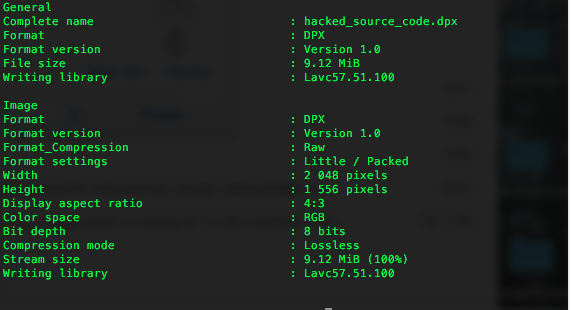 General
Complete name : hacked_source_code.dpx
Format : DPX
Format version : Version 1.0
File size : 9.12 MiB
Writing library : Lavc57.51.100
Image
Format : DPX
Format version : Version 1.0
Format_Compression : Raw
Format settings : Little / Packed
Width : 2 048 pixels
Height : 1 556 pixels
Display aspect ratio : 4:3
Color space : RGB
Bit depth : 8 bits
Compression mode : Lossless
Stream size : 9.12 MiB (100%)
Writing library : Lavc57.51.100